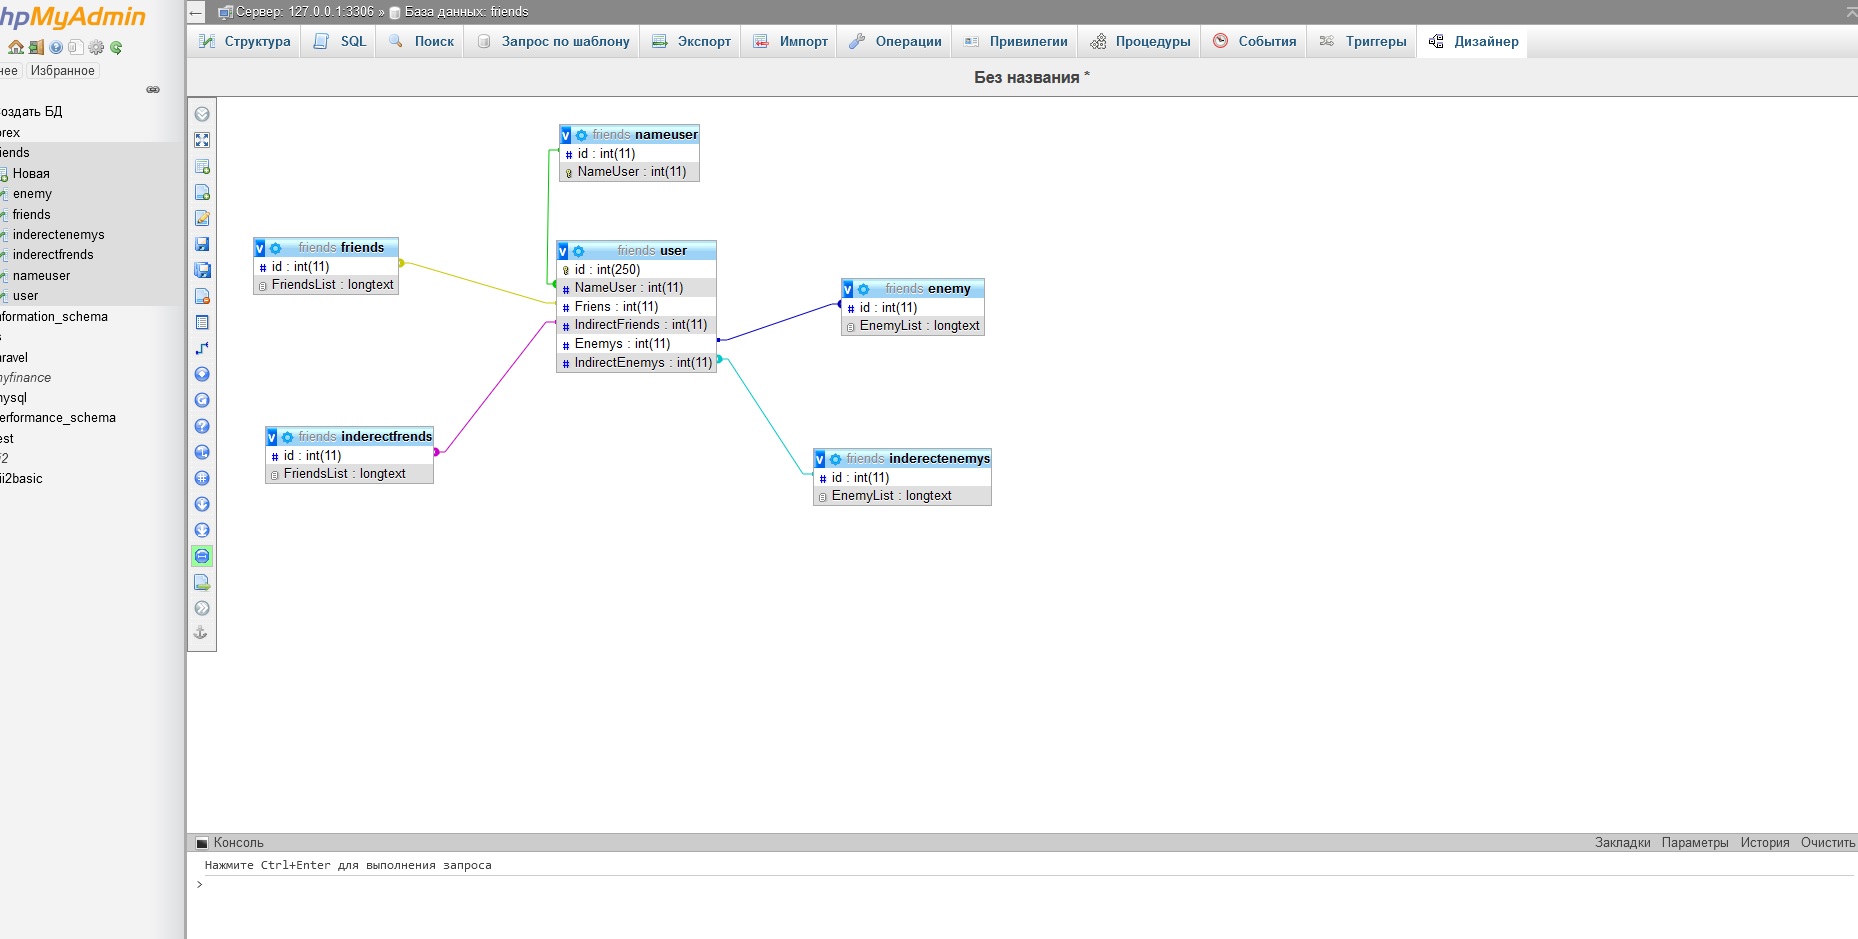 hpMyAdmin
нее Избранное
оздать БД
orex
iends
Новая
enemy
friends
inderectenemys
inderectfrends
nameuser
user
nformation_schema
s
aravel
nyfinance
nysql
erformance_schema
est
i2
ii2basic
← Сервер: 127.0.0.1:3306 » База данных: friends
Структура SQL Поиск Запрос по шаблону Экспорт Импорт Операции Привилегии Процедуры События Триггеры Дизайнер
Без названия *
v friends nameuser
# id : int(11)
NameUser : int(11)
v friends friends
# id : int(11)
FriendsList : longtext
v friends user
id : int(250)
# NameUser : int(11)
# Friens : int(11)
# IndirectFriends : int(11)
# Enemys : int(11)
# IndirectEnemys : int(11)
v friends enemy
# id : int(11)
EnemyList : longtext
v friends inderectfrends
# id : int(11)
FriendsList : longtext
v friends inderectenemys
# id : int(11)
EnemyList : longtext
Консоль Закладки Параметры История Очистить
Нажмите Ctrl+Enter для выполнения запроса
>